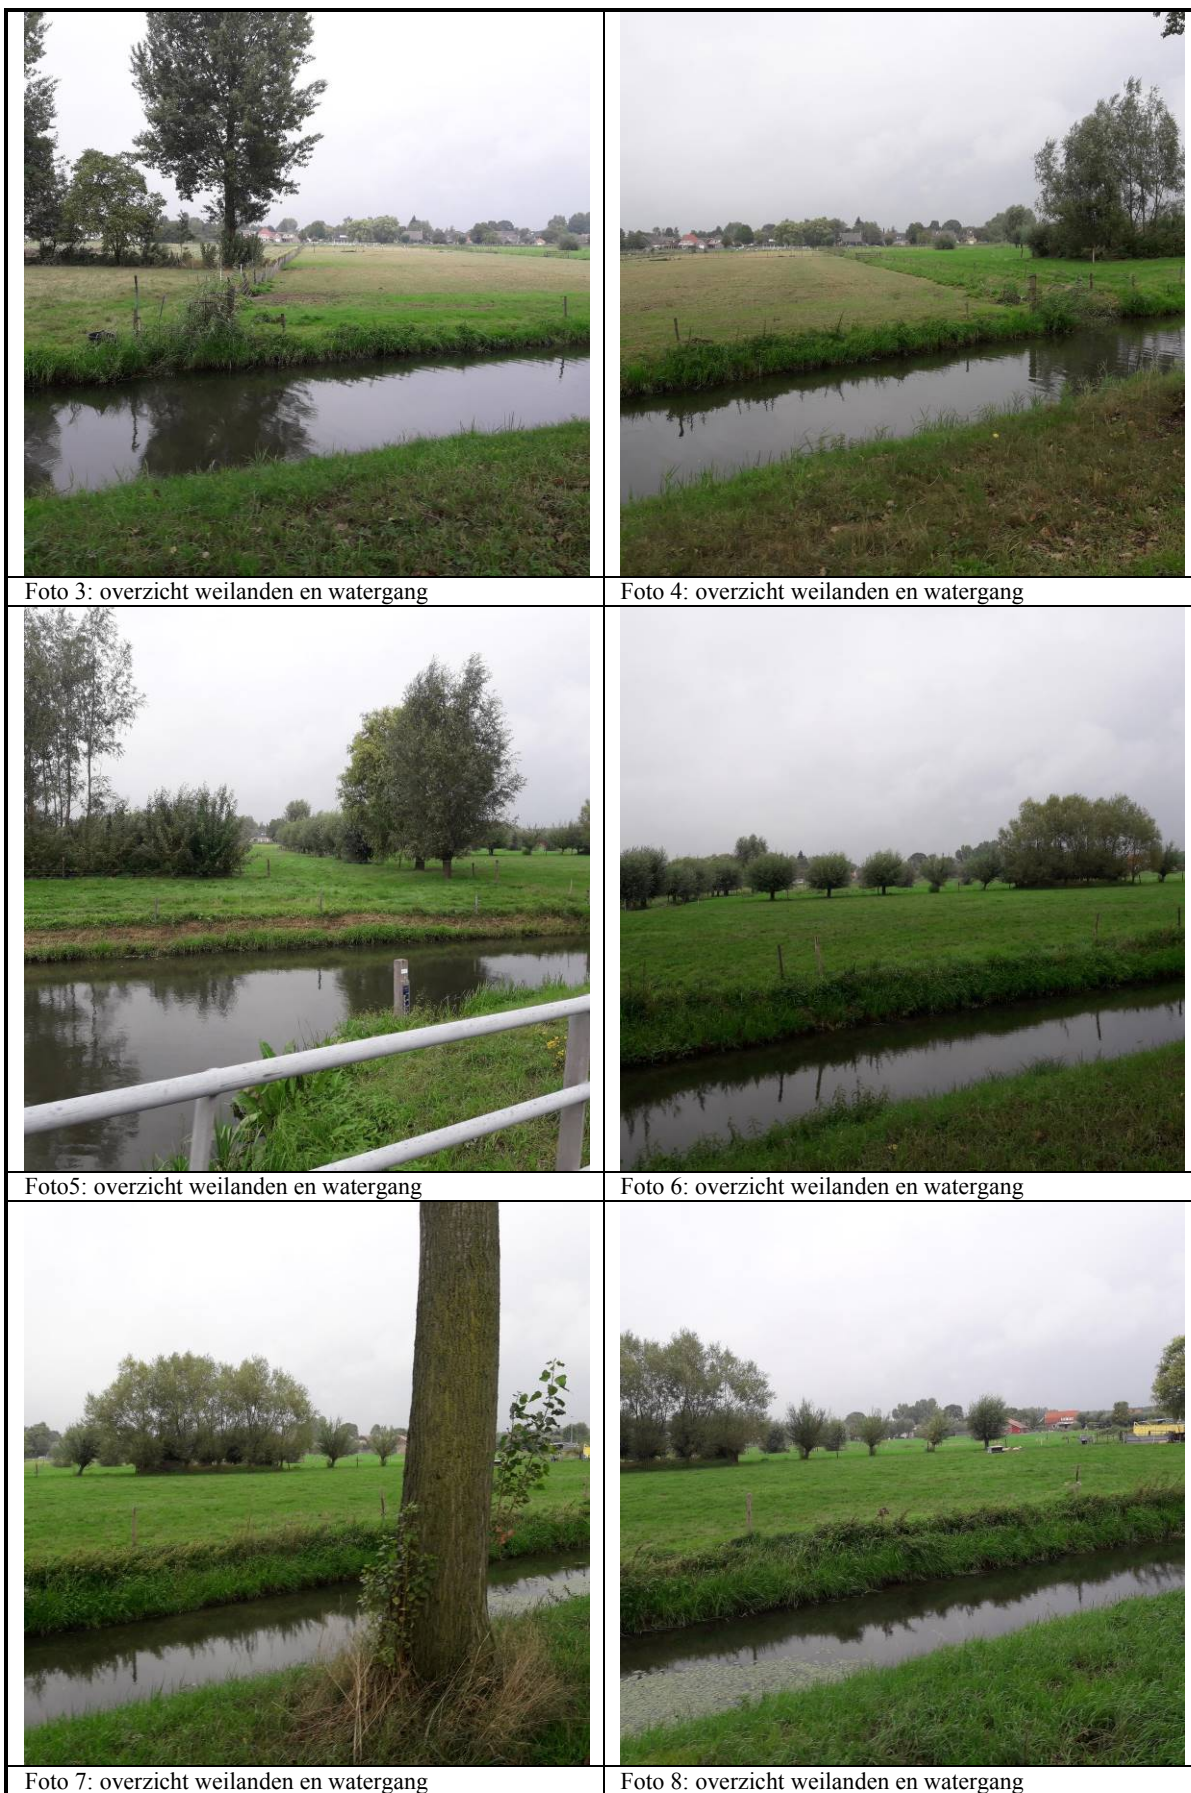 Foto 3: overzicht weilanden en watergang
Foto 4: overzicht weilanden en watergang
Foto5: overzicht weilanden en watergang
Foto 6: overzicht weilanden en watergang
Foto 7: overzicht weilanden en watergang
Foto 8: overzicht weilanden en watergang